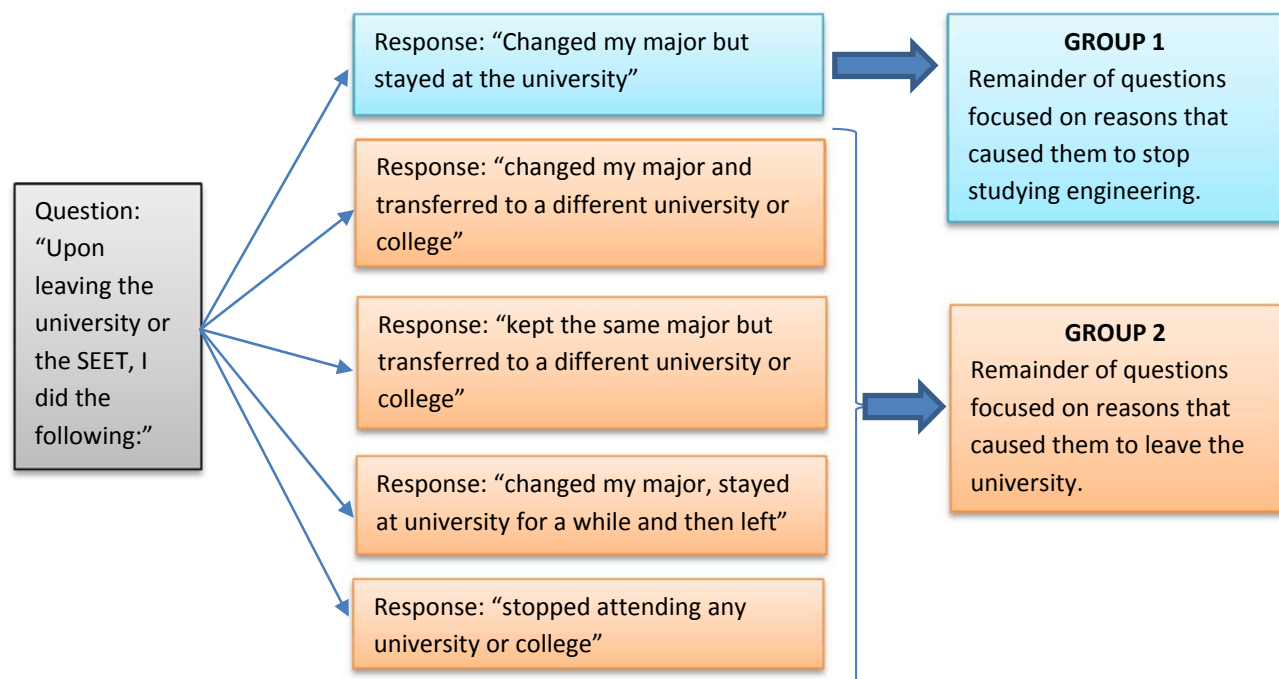 Question:
“Upon
leaving the
university or
the SEET, I
did the
following:”
Response: “Changed my major but
stayed at the university”
Response: “changed my major and
transferred to a different university or
college”
Response: “kept the same major but
transferred to a different university or
college”
Response: “changed my major, stayed
at university for a while and then left”
Response: “stopped attending any
university or college”
GROUP 1
Remainder of questions
focused on reasons that
caused them to stop
studying engineering.
GROUP 2
Remainder of questions
focused on reasons that
caused them to leave the
university.